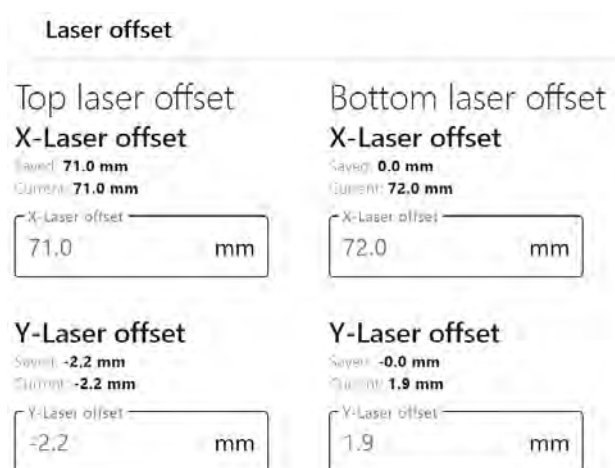 Laser offset
Top laser offset
X-Laser offset
Saved: 71.0 mm
Current: 71.0 mm
X-Laser offset
71.0 mm
Y-Laser offset
Saved: -2.2 mm
Current: -2.2 mm
Y-Laser offset
-2.2 mm
Bottom laser offset
X-Laser offset
Saved: 0.0 mm
Current: 72.0 mm
X-Laser offset
72.0 mm
Y-Laser offset
Saved: -0.0 mm
Current: 1.9 mm
Y-Laser offset
1.9 mm